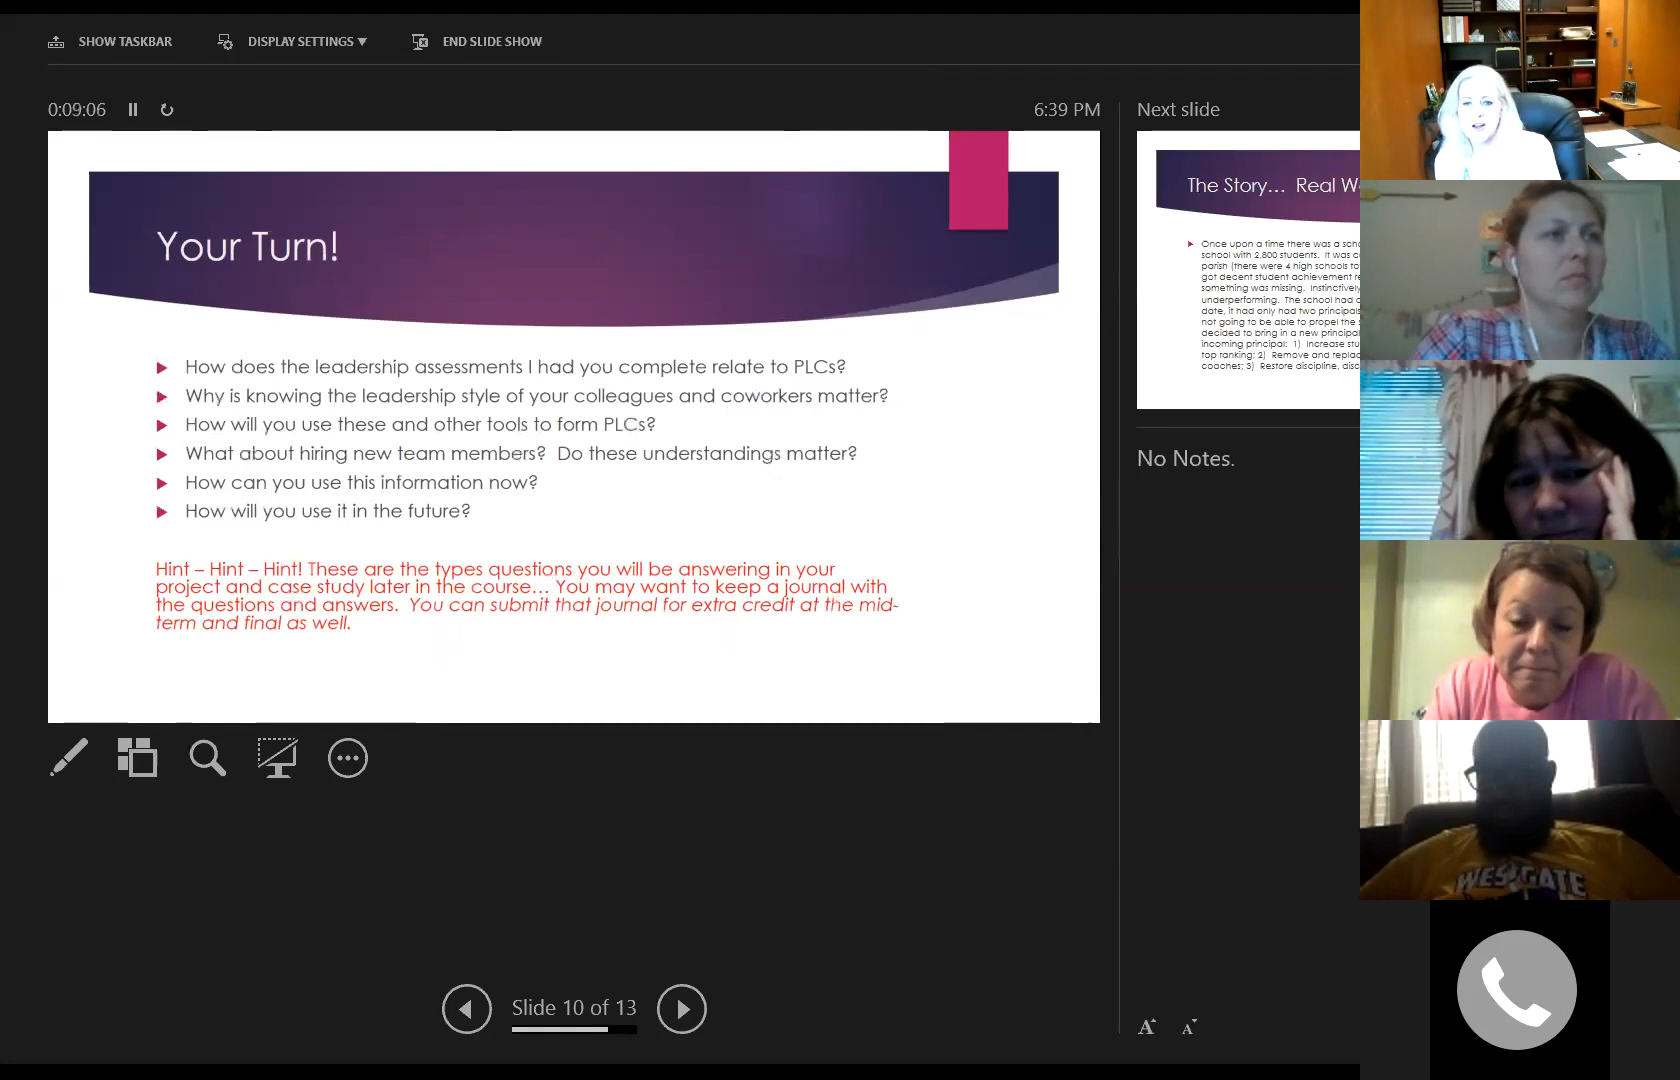 SHOW TASKBAR
DISPLAY SETTINGS ▼
END SLIDE SHOW
0:09:06
6:39 PM
Next slide
Your Turn!
How does the leadership assessments I had you complete relate to PLCs?
Why is knowing the leadership style of your colleagues and coworkers matter?
How will you use these and other tools to form PLCs?
What about hiring new team members?  Do these understandings matter?
How can you use this information now?
How will you use it in the future?
Hint – Hint – Hint! These are the types questions you will be answering in your
project and case study later in the course… You may want to keep a journal with
the questions and answers.  You can submit that journal for extra credit at the mid-
term and final as well.
The Story…  Real W
Once upon a time there was a scho
school with 2,800 students.  It was c
parish (there were 4 high schools to
got decent student achievement re
something was missing.  Instinctively
underperforming.  The school had
date, it had only had two principals
not going to be able to propel the
decided to bring in a new principal
incoming principal:  1)  Increase stu
top ranking; 2)  Remove and replac
coaches; 3)  Restore discipline, disc
No Notes.
WESTGATE
Slide 10 of 13
A A